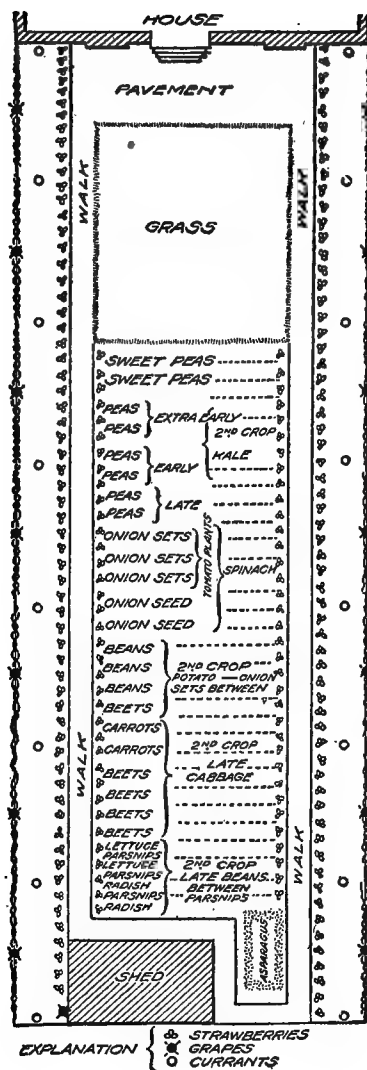 HOUSE
PAVEMENT
WALK
WALK
GRASS
SWEET PEAS
SWEET PEAS
PEAS
PEAS
EXTRA EARLY
2ND CROP
KALE
PEAS
PEAS
EARLY
PEAS
PEAS
LATE
ONION SETS
ONION SETS
ONION SETS
TOMATO PLANTS
SPINACH
ONION SEED
ONION SEED
BEANS
BEANS
BEANS
BEETS
2ND CROP
POTATO — ONION
SETS BETWEEN
CARROTS
CARROTS
BEETS
BEETS
BEETS
BEETS
2ND CROP
LATE
CABBAGE
WALK
WALK
LETTUCE
PARSNIPS
LETTUCE
PARSNIPS
RADISH
PARSNIPS
RADISH
2ND CROP
LATE BEANS
BETWEEN
PARSNIPS
ASPARAGUS
SHED
EXPLANATION
STRAWBERRIES
GRAPES
CURRANTS